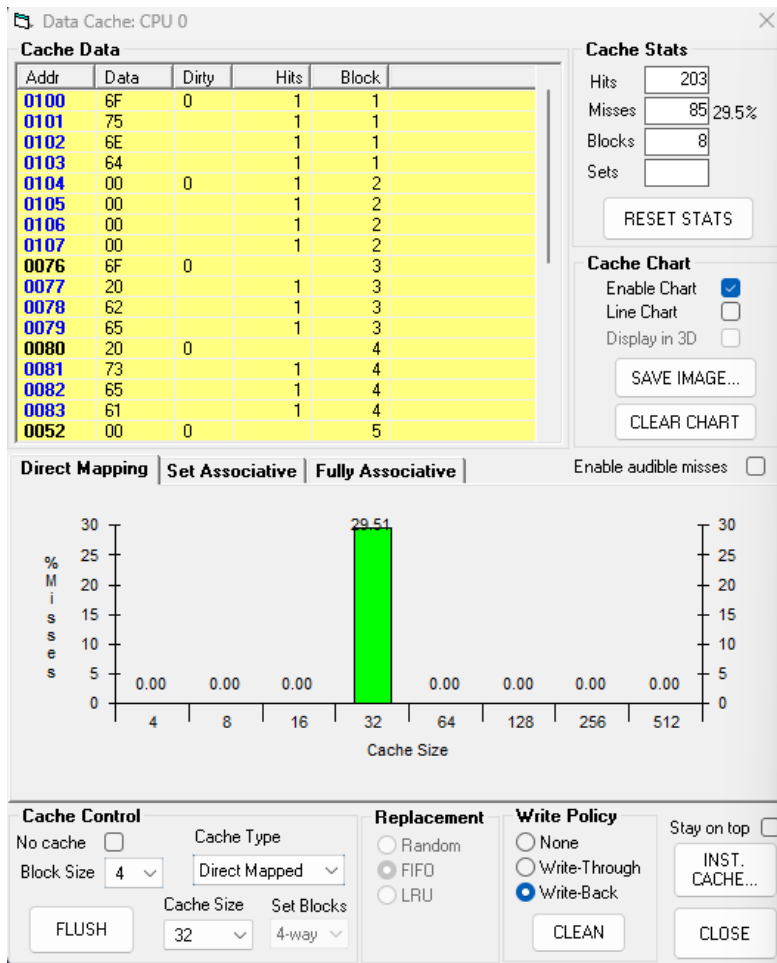 Data Cache: CPU 0
Cache Data
Addr Data Dirty Hits Block
0100 6F 0 1 1
0101 75 1 1
0102 6E 1 1
0103 64 1 1
0104 00 0 1 2
0105 00 1 2
0106 00 1 2
0107 00 1 2
0076 6F 0 3
0077 20 1 3
0078 62 1 3
0079 65 1 3
0080 20 0 4
0081 73 1 4
0082 65 1 4
0083 61 1 4
0052 00 0 5
Cache Stats
Hits 203
Misses 85 29.5%
Blocks 8
Sets
RESET STATS
Cache Chart
Enable Chart
Line Chart
Display in 3D
SAVE IMAGE...
CLEAR CHART
Direct Mapping Set Associative Fully Associative
Enable audible misses
% Misses
30 25 20 15 10 5 0
0.00 0.00 0.00 29.51 0.00 0.00 0.00 0.00
30 25 20 15 10 5 0
4 8 16 32 64 128 256 512
Cache Size
Cache Control
No cache
Block Size 4
FLUSH
Cache Type
Direct Mapped
Cache Size
32
Set Blocks
4-way
Replacement
Random
FIFO
LRU
Write Policy
None
Write-Through
Write-Back
CLEAN
Stay on top
INST.
CACHE...
CLOSE